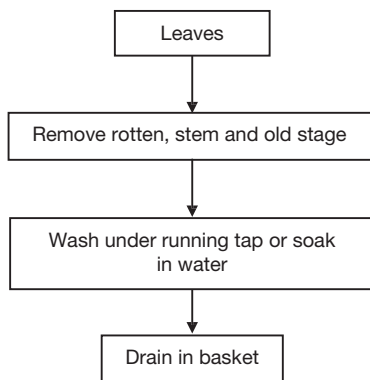 Leaves
Remove rotten, stem and old stage
Wash under running tap or soak
in water
Drain in basket